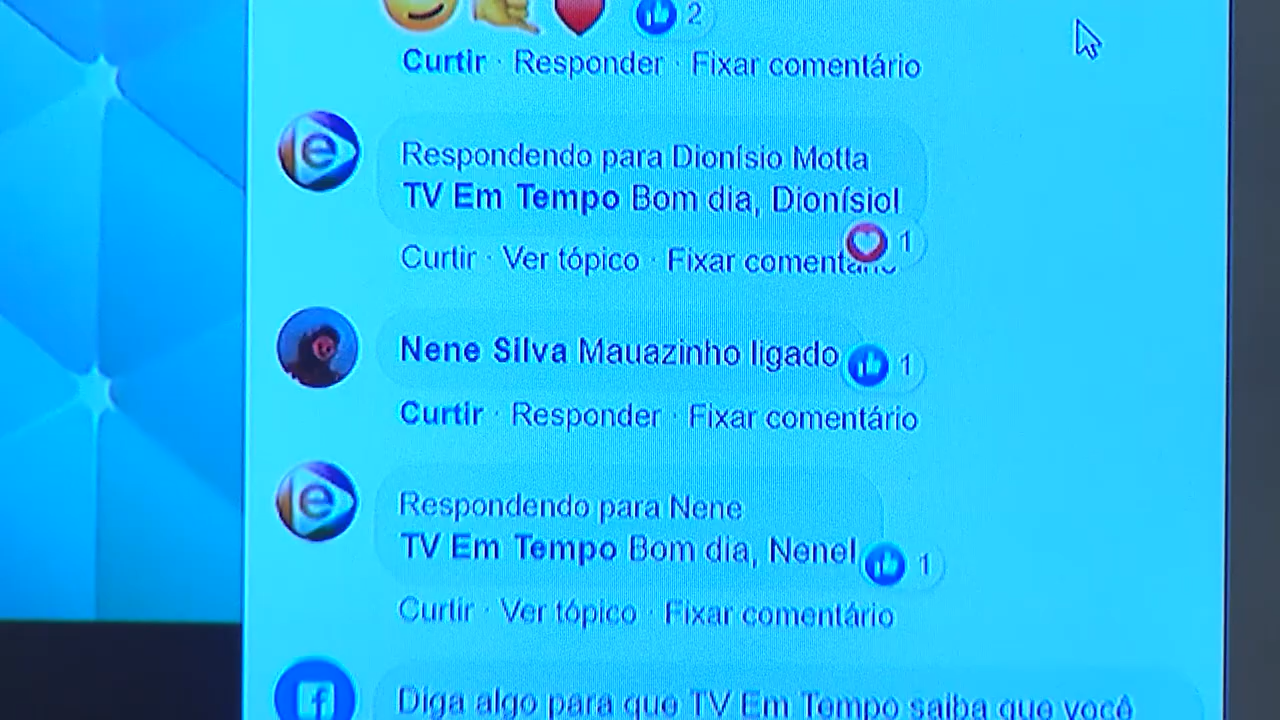 2
Curtir · Responder · Fixar comentário
Respondendo para Dionísio Motta
TV Em Tempo Bom dia, Dionísio!
1
Curtir · Ver tópico · Fixar comentário
Nene Silva Mauazinho ligado
1
Curtir · Responder · Fixar comentário
Respondendo para Nene
TV Em Tempo Bom dia, Nene!
1
Curtir · Ver tópico · Fixar comentário
Diga algo para que TV Em Tempo saiba que você